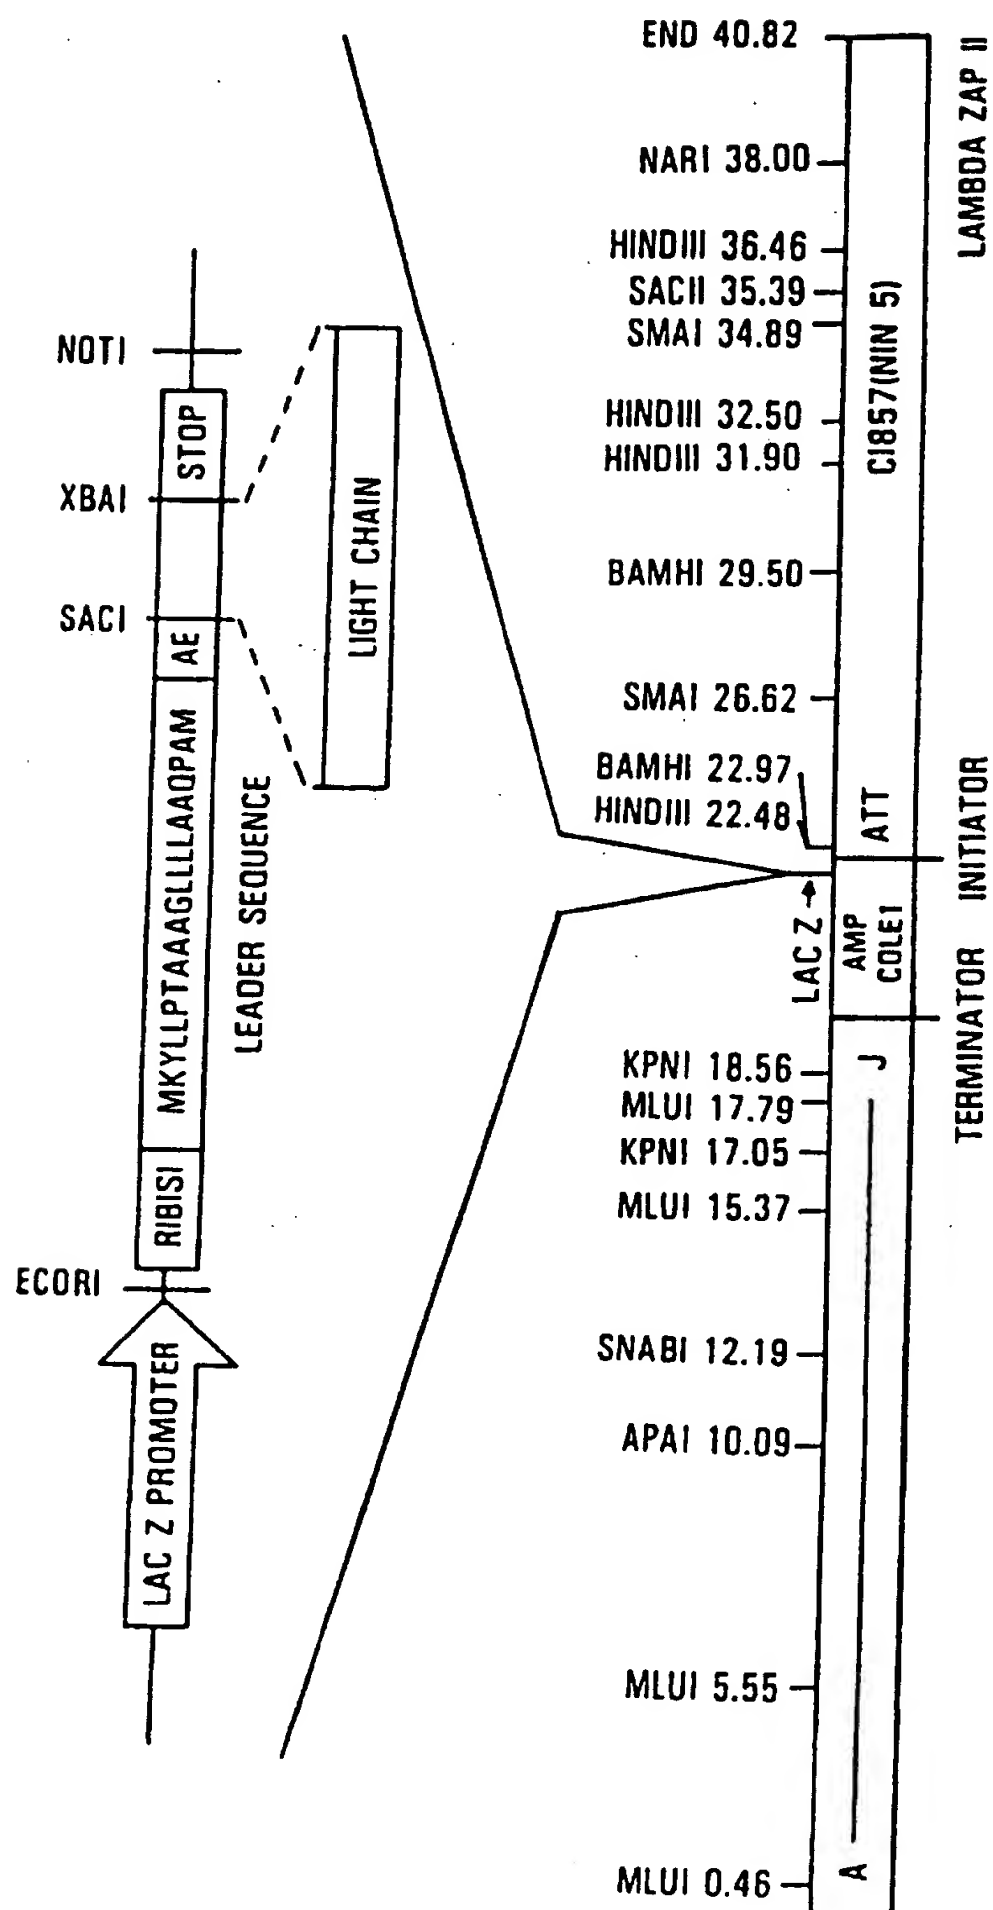 END 40.82
NARI 38.00
HINDIII 36.46
SACII 35.39
SMAI 34.89
HINDIII 32.50
HINDIII 31.90
BAMHI 29.50
SMAI 26.62
BAMHI 22.97
HINDIII 22.48
LAC Z→
KPNI 18.56
MLUI 17.79
KPNI 17.05
MLUI 15.37
SNABI 12.19
APAI 10.09
MLUI 5.55
MLUI 0.46
LAMBDA ZAP II
CI857(NIN 5)
ATT
INITIATOR
AMP
COLE1
TERMINATOR
J
A
NOTI
STOP
XBAI
SACI
AE
LIGHT CHAIN
MKYLLPTAAAGLLLLAAQPAM
LEADER SEQUENCE
RIBISI
ECORI
LAC Z PROMOTER